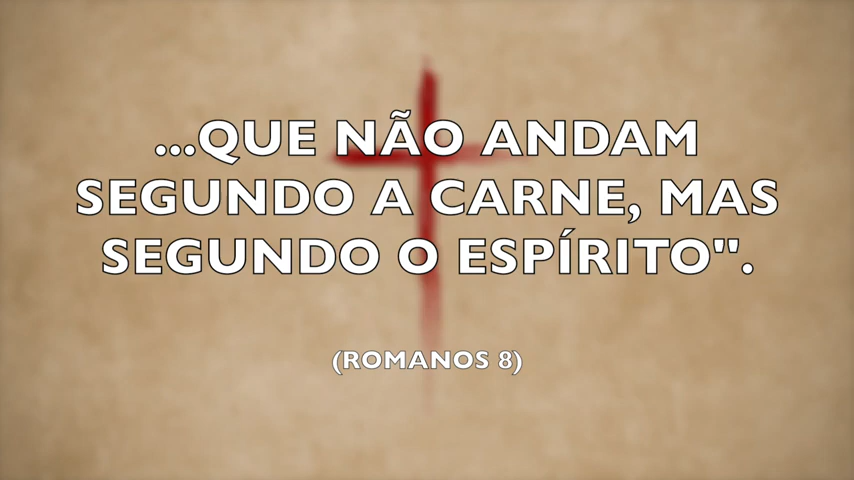 ...QUE NÃO ANDAM
SEGUNDO A CARNE, MAS
SEGUNDO O ESPÍRITO".
(ROMANOS 8)